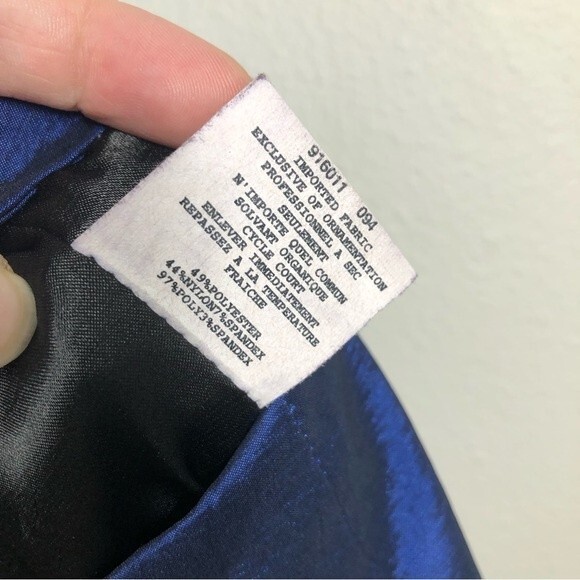 916011 094
IMPORTED FABRIC
EXCLUSIVE OF ORNAMENTATION
PROFESSIONNEL A SEC
SEULEMENT
N'IMPORTE QUEL COMMUN
SOLVANT ORGANIQUE
CYCLE COURT
ENLEVER IMMEDIATEMENT
REPASSEZ A LA TEMPERATURE
FRAICHE
49%POLYESTER
44%NYLON7%SPANDEX
97%POLY3%SPANDEX